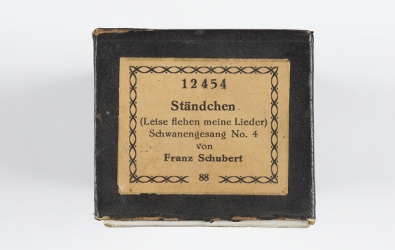 12454
Ständchen
(Leise flehen meine Lieder)
Schwanengesang No. 4
von
Franz Schubert
88